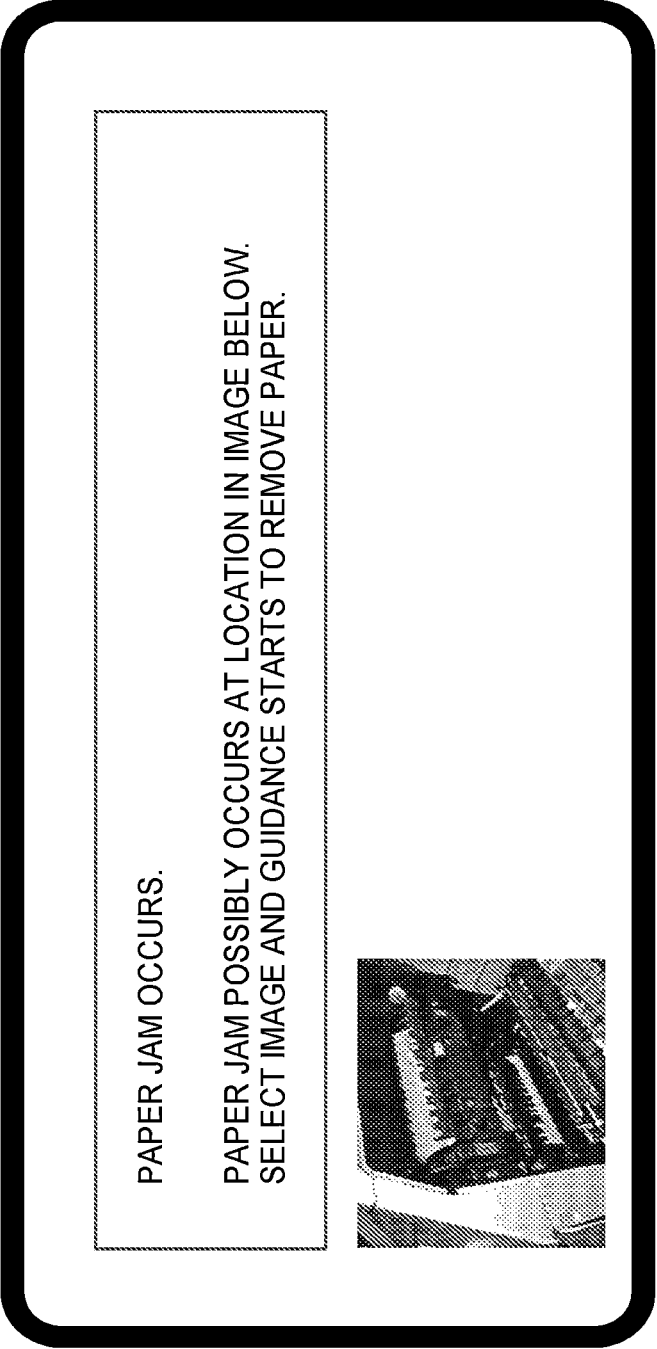 PAPER JAM OCCURS.
PAPER JAM POSSIBLY OCCURS AT LOCATION IN IMAGE BELOW.
SELECT IMAGE AND GUIDANCE STARTS TO REMOVE PAPER.